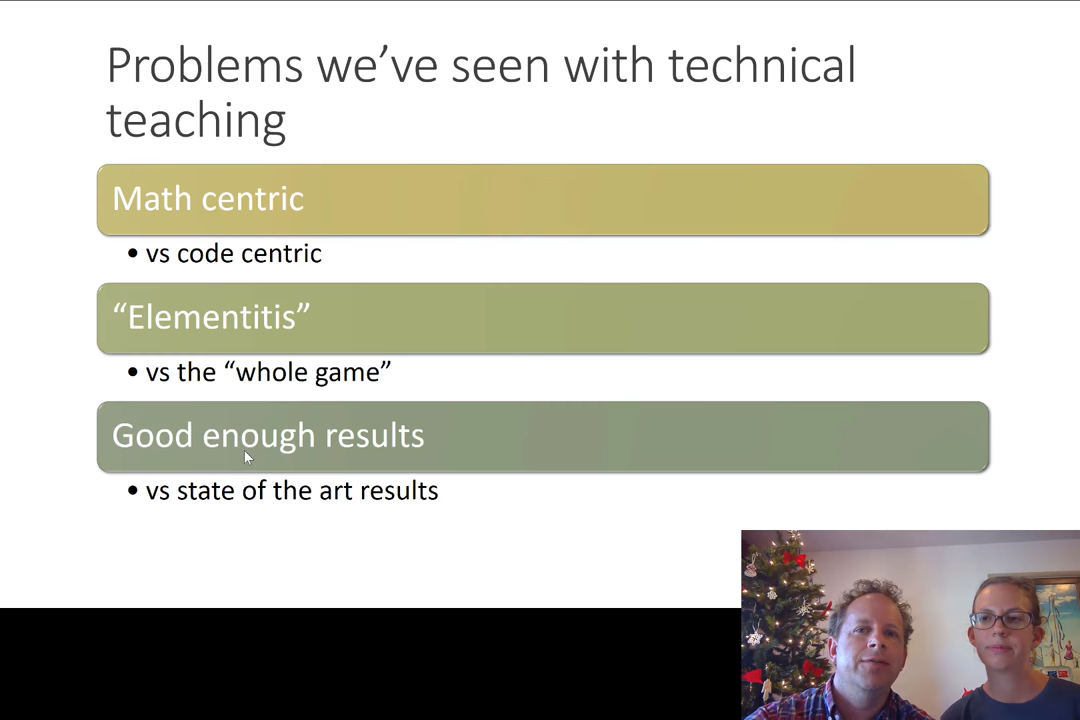 Problems we’ve seen with technical
teaching
Math centric
• vs code centric
“Elementitis”
• vs the “whole game”
Good enough results
• vs state of the art results